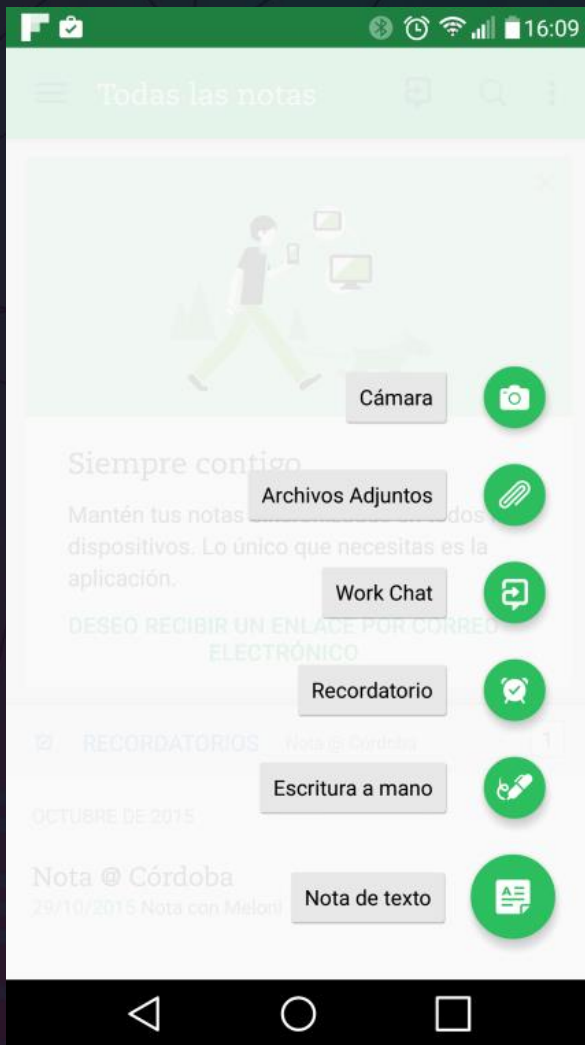 16:09
Todas las notas
Cámara
Siempre contigo
Archivos Adjuntos
Mantén tus notas
dispositivos. Lo único que necesitas es la
aplicación.
Work Chat
DESEO RECIBIR UN ENLACE POR CORREO
ELECTRÓNICO
Recordatorio
RECORDATORIOS Nota @ Córdoba 1
Escritura a mano
OCTUBRE DE 2015
Nota @ Córdoba
Nota de texto
29/10/2015 Nota con Meloni